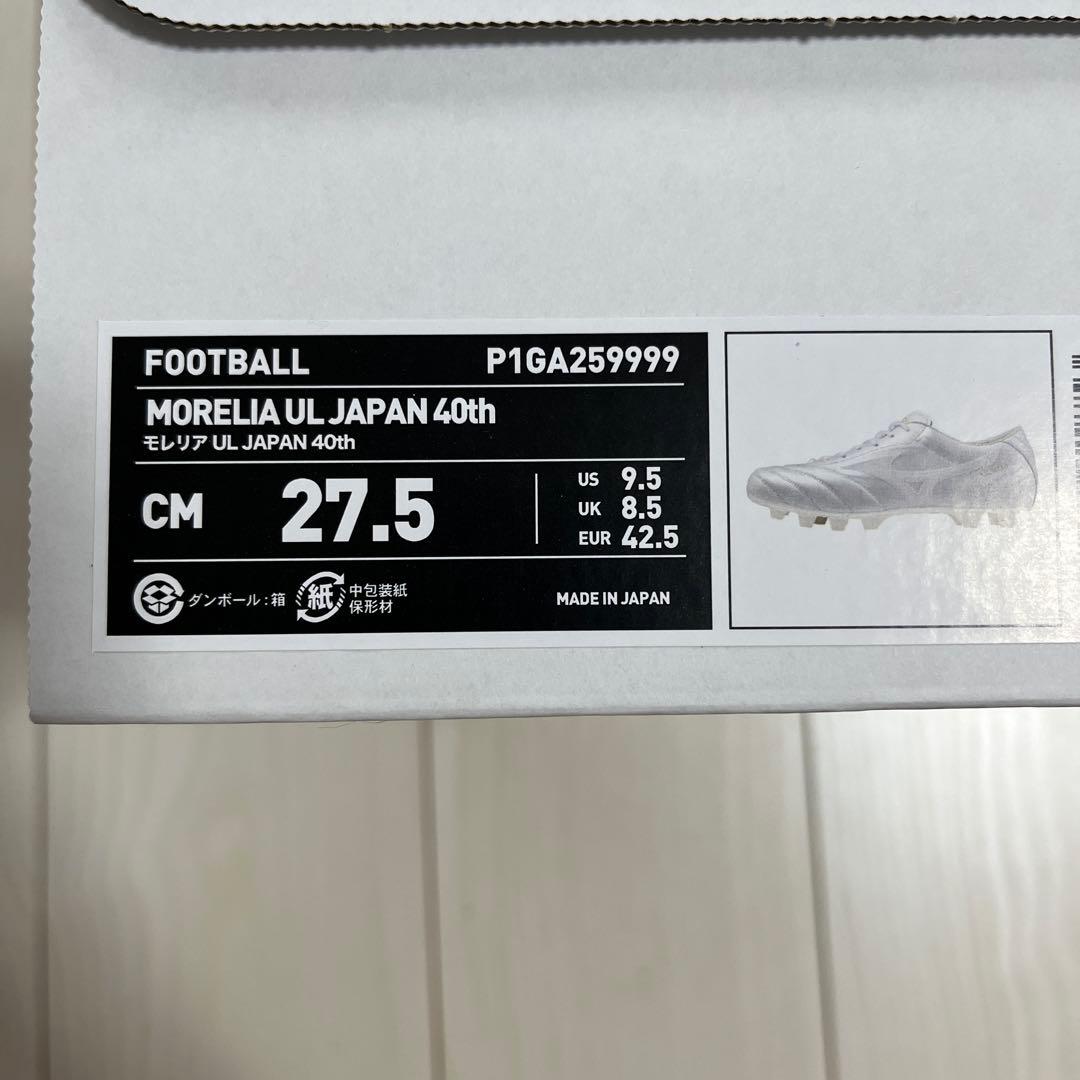 FOOTBALL P1GA259999
MORELIA UL JAPAN 40th
モレリア UL JAPAN 40th
CM 27.5
US 9.5
UK 8.5
EUR 42.5
ダンボール:箱
紙 中包装紙
保形材
MADE IN JAPAN